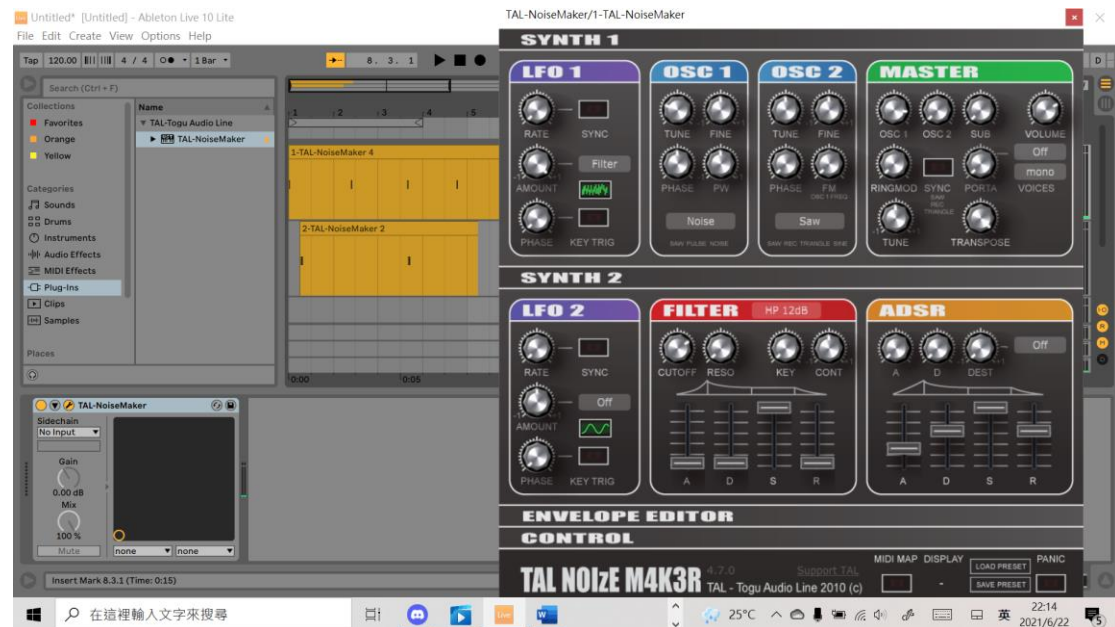 Untitled* [Untitled] - Ableton Live 10 Lite
File Edit Create View Options Help
Tap 120.00 4 / 4 1 Bar
8. 3. 1
D
Search (Ctrl + F)
Collections
Favorites
Orange
Yellow
Categories
Sounds
Drums
Instruments
Audio Effects
MIDI Effects
Plug-Ins
Clips
Samples
Places
Name
TAL-Togu Audio Line
TAL-NoiseMaker
1 2 3 4 5
1-TAL-NoiseMaker 4
2-TAL-NoiseMaker 2
0:00 0:05
TAL-NoiseMaker
Sidechain
No Input
Gain
0.00 dB
Mix
100 %
Mute
none none
Insert Mark 8.3.1 (Time: 0:15)
TAL-NoiseMaker/1-TAL-NoiseMaker
SYNTH 1
LFO 1
RATE SYNC
Filter
AMOUNT
PHASE KEY TRIG
OSC 1
TUNE FINE
PHASE PW
Noise
SAW PULSE NOISE
OSC 2
TUNE FINE
PHASE FM
OSC 1 FREQ
Saw
SAW REC TRIANGLE SINE
MASTER
OSC 1 OSC 2 SUB VOLUME
Off
mono
RINGMOD SYNC PORTA VOICES
SAW
REC
TRIANGLE
TUNE TRANSPOSE
SYNTH 2
LFO 2
RATE SYNC
Off
AMOUNT
PHASE KEY TRIG
FILTER HP 12dB
CUTOFF RESO KEY CONT
A D S R
ADSR
Off
A D DEST
A D S R
ENVELOPE EDITOR
CONTROL
TAL NOIzE M4K3R
4.7.0 Support TAL
TAL - Togu Audio Line 2010 (c)
MIDI MAP DISPLAY PANIC
LOAD PRESET
SAVE PRESET
在這裡輸入文字來搜尋
Live
25°C
英
22:14
2021/6/22
5